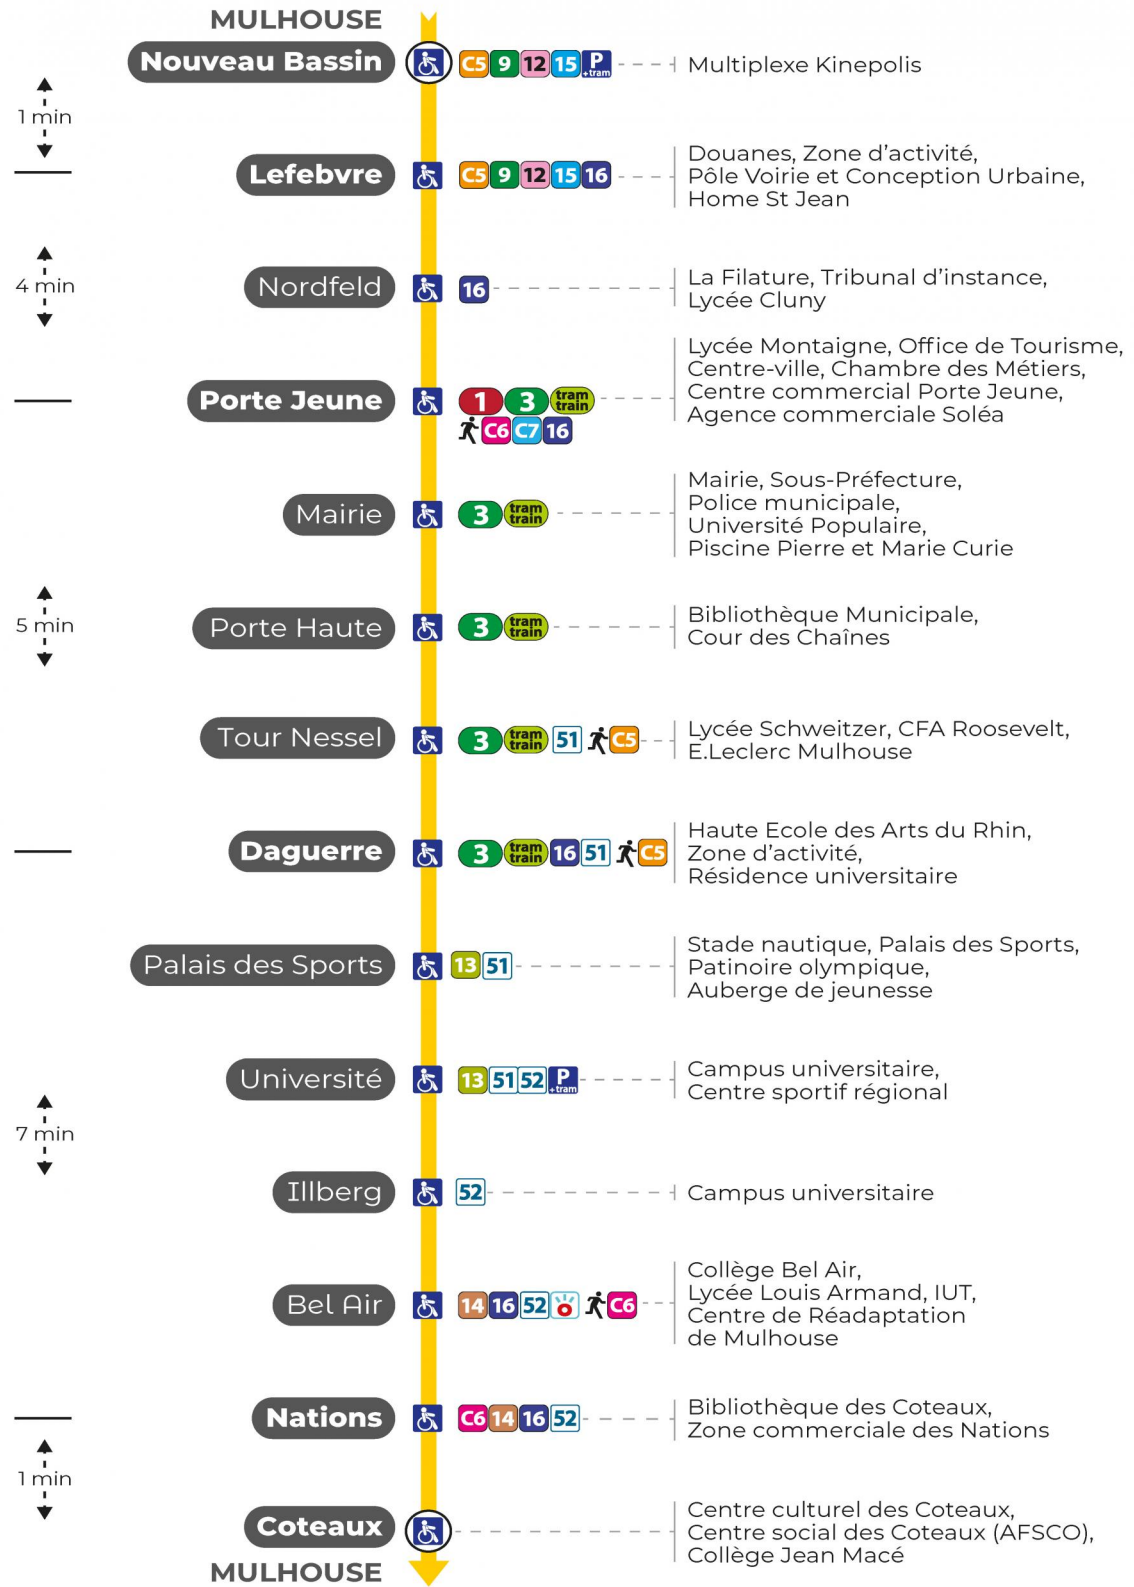 MULHOUSE
Nouveau Bassin C5 9 12 15 P +tram Multiplexe Kinepolis
1 min
Lefebvre C5 9 12 15 16
Douanes, Zone d'activité,
Pôle Voirie et Conception Urbaine,
Home St Jean
4 min
Nordfeld 16
La Filature, Tribunal d'instance,
Lycée Cluny
Porte Jeune 1 3 tram train
C6 C7 16
Lycée Montaigne, Office de Tourisme,
Centre-ville, Chambre des Métiers,
Centre commercial Porte Jeune,
Agence commerciale Soléa
Mairie 3 tram train
Mairie, Sous-Préfecture,
Police municipale,
Université Populaire,
Piscine Pierre et Marie Curie
5 min
Porte Haute 3 tram train
Bibliothèque Municipale,
Cour des Chaînes
Tour Nessel 3 tram train 51 C5
Lycée Schweitzer, CFA Roosevelt,
E.Leclerc Mulhouse
Daguerre 3 tram train 16 51 C5
Haute Ecole des Arts du Rhin,
Zone d'activité,
Résidence universitaire
Palais des Sports 13 51
Stade nautique, Palais des Sports,
Patinoire olympique,
Auberge de jeunesse
Université 13 51 52 P +tram
Campus universitaire,
Centre sportif régional
7 min
Illberg 52 Campus universitaire
Bel Air 14 16 52 C6
Collège Bel Air,
Lycée Louis Armand, IUT,
Centre de Réadaptation
de Mulhouse
Nations C6 14 16 52
Bibliothèque des Coteaux,
Zone commerciale des Nations
1 min
Coteaux
Centre culturel des Coteaux,
Centre social des Coteaux (AFSCO),
Collège Jean Macé
MULHOUSE